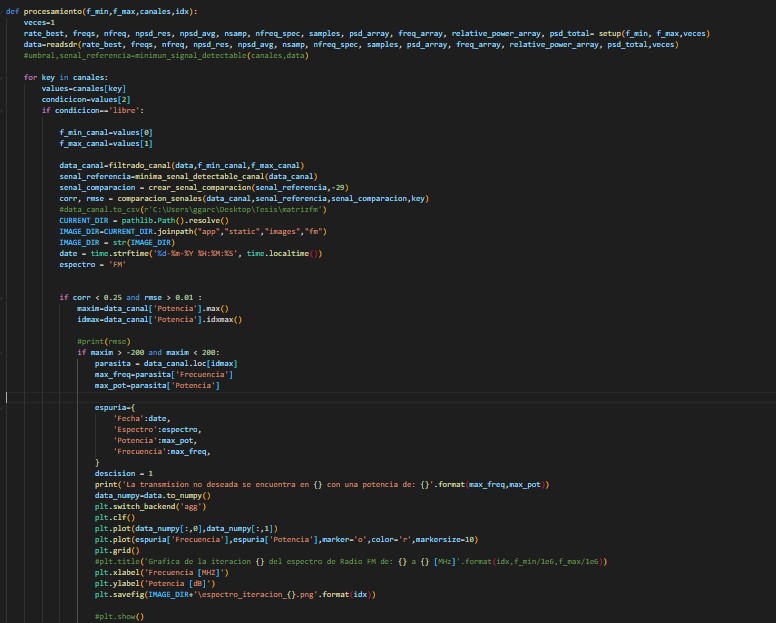 def procesamiento(f_min,f_max,canales,idx):
veces=1
rate_best, freqs, nfreq, npsd_res, npsd_avg, nsamp, nfreq_spec, samples, psd_array, freq_array, relative_power_array, psd_total= setup(f_min, f_max,veces)
data=readsdr(rate_best, freqs, nfreq, npsd_res, npsd_avg, nsamp, nfreq_spec, samples, psd_array, freq_array, relative_power_array, psd_total,veces)
#umbral,senal_referencia=minimun_signal_detectable(canales,data)
for key in canales:
values=canales[key]
condicicon=values[2]
if condicicon=='libre':
f_min_canal=values[0]
f_max_canal=values[1]
data_canal=filtrado_canal(data,f_min_canal,f_max_canal)
senal_referencia=minima_senal_detectable_canal(data_canal)
senal_comparacion = crear_senal_comparacion(senal_referencia,-29)
corr, rmse = comparacion_senales(data_canal,senal_referencia,senal_comparacion,key)
#data_canal.to_csv(r'C:\Users\ggarc\Desktop\Tesis\matrizfm')
CURRENT_DIR = pathlib.Path().resolve()
IMAGE_DIR=CURRENT_DIR.joinpath("app","static","images","fm")
IMAGE_DIR = str(IMAGE_DIR)
date = time.strftime('%d-%m-%Y %H:%M:%S', time.localtime())
espectro = 'FM'
if corr < 0.25 and rmse > 0.01 :
maxim=data_canal['Potencia'].max()
idmax=data_canal['Potencia'].idxmax()
#print(rmse)
if maxim > -200 and maxim < 200:
parasita = data_canal.loc[idmax]
max_freq=parasita['Frecuencia']
max_pot=parasita['Potencia']
espuria={
'Fecha':date,
'Espectro':espectro,
'Potencia':max_pot,
'Frecuencia':max_freq,
}
descision = 1
print('La transmision no deseada se encuentra en {} con una potencia de: {}'.format(max_freq,max_pot))
data_numpy=data.to_numpy()
plt.switch_backend('agg')
plt.clf()
plt.plot(data_numpy[:,0],data_numpy[:,1])
plt.plot(espuria['Frecuencia'],espuria['Potencia'],marker='o',color='r',markersize=10)
plt.grid()
#plt.title('Grafica de la iteracion {} del espectro de Radio FM de: {} a {} [MHz]'.format(idx,f_min/1e6,f_max/1e6))
plt.xlabel('Frecuencia [MHZ]')
plt.ylabel('Potencia [dB]')
plt.savefig(IMAGE_DIR+'\espectro_iteracion_{}.png'.format(idx))
#plt.show()